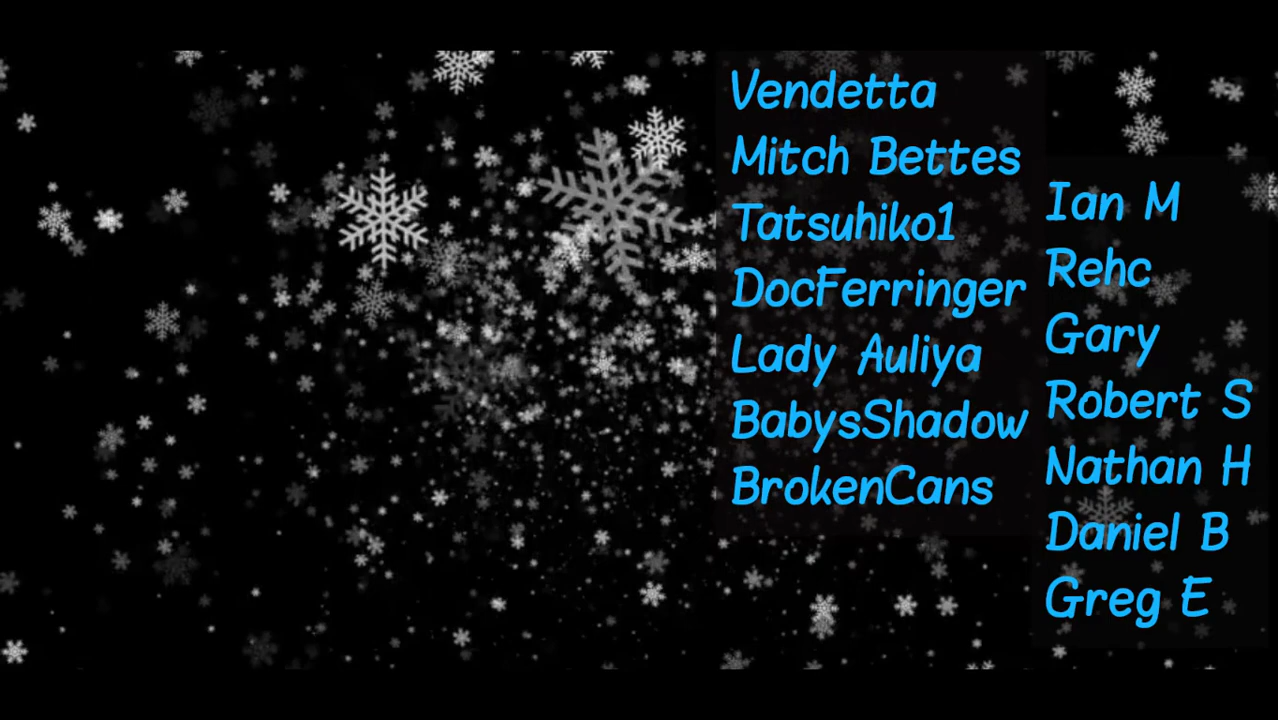 Vendetta
Mitch Bettes
Tatsuhiko1
DocFerringer
Lady Auliya
BabysShadow
BrokenCans
Ian M
Rehc
Gary
Robert S
Nathan H
Daniel B
Greg E